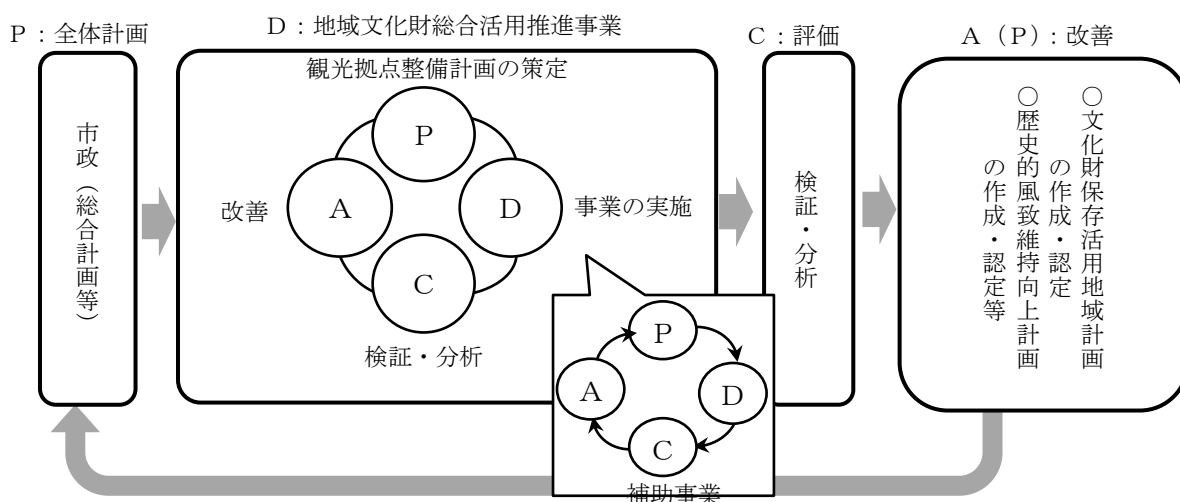 Ｐ：全体計画
Ｄ：地域文化財総合活用推進事業
Ｃ：評価
Ａ（Ｐ）：改善
市政（総合計画等）
観光拠点整備計画の策定
Ｐ
Ａ
Ｄ
Ｃ
改善
事業の実施
検証・分析
Ｐ
Ａ
Ｄ
Ｃ
補助事業
検証・分析
○文化財保存活用地域計画
の作成・認定
○歴史的風致維持向上計画
の作成・認定等